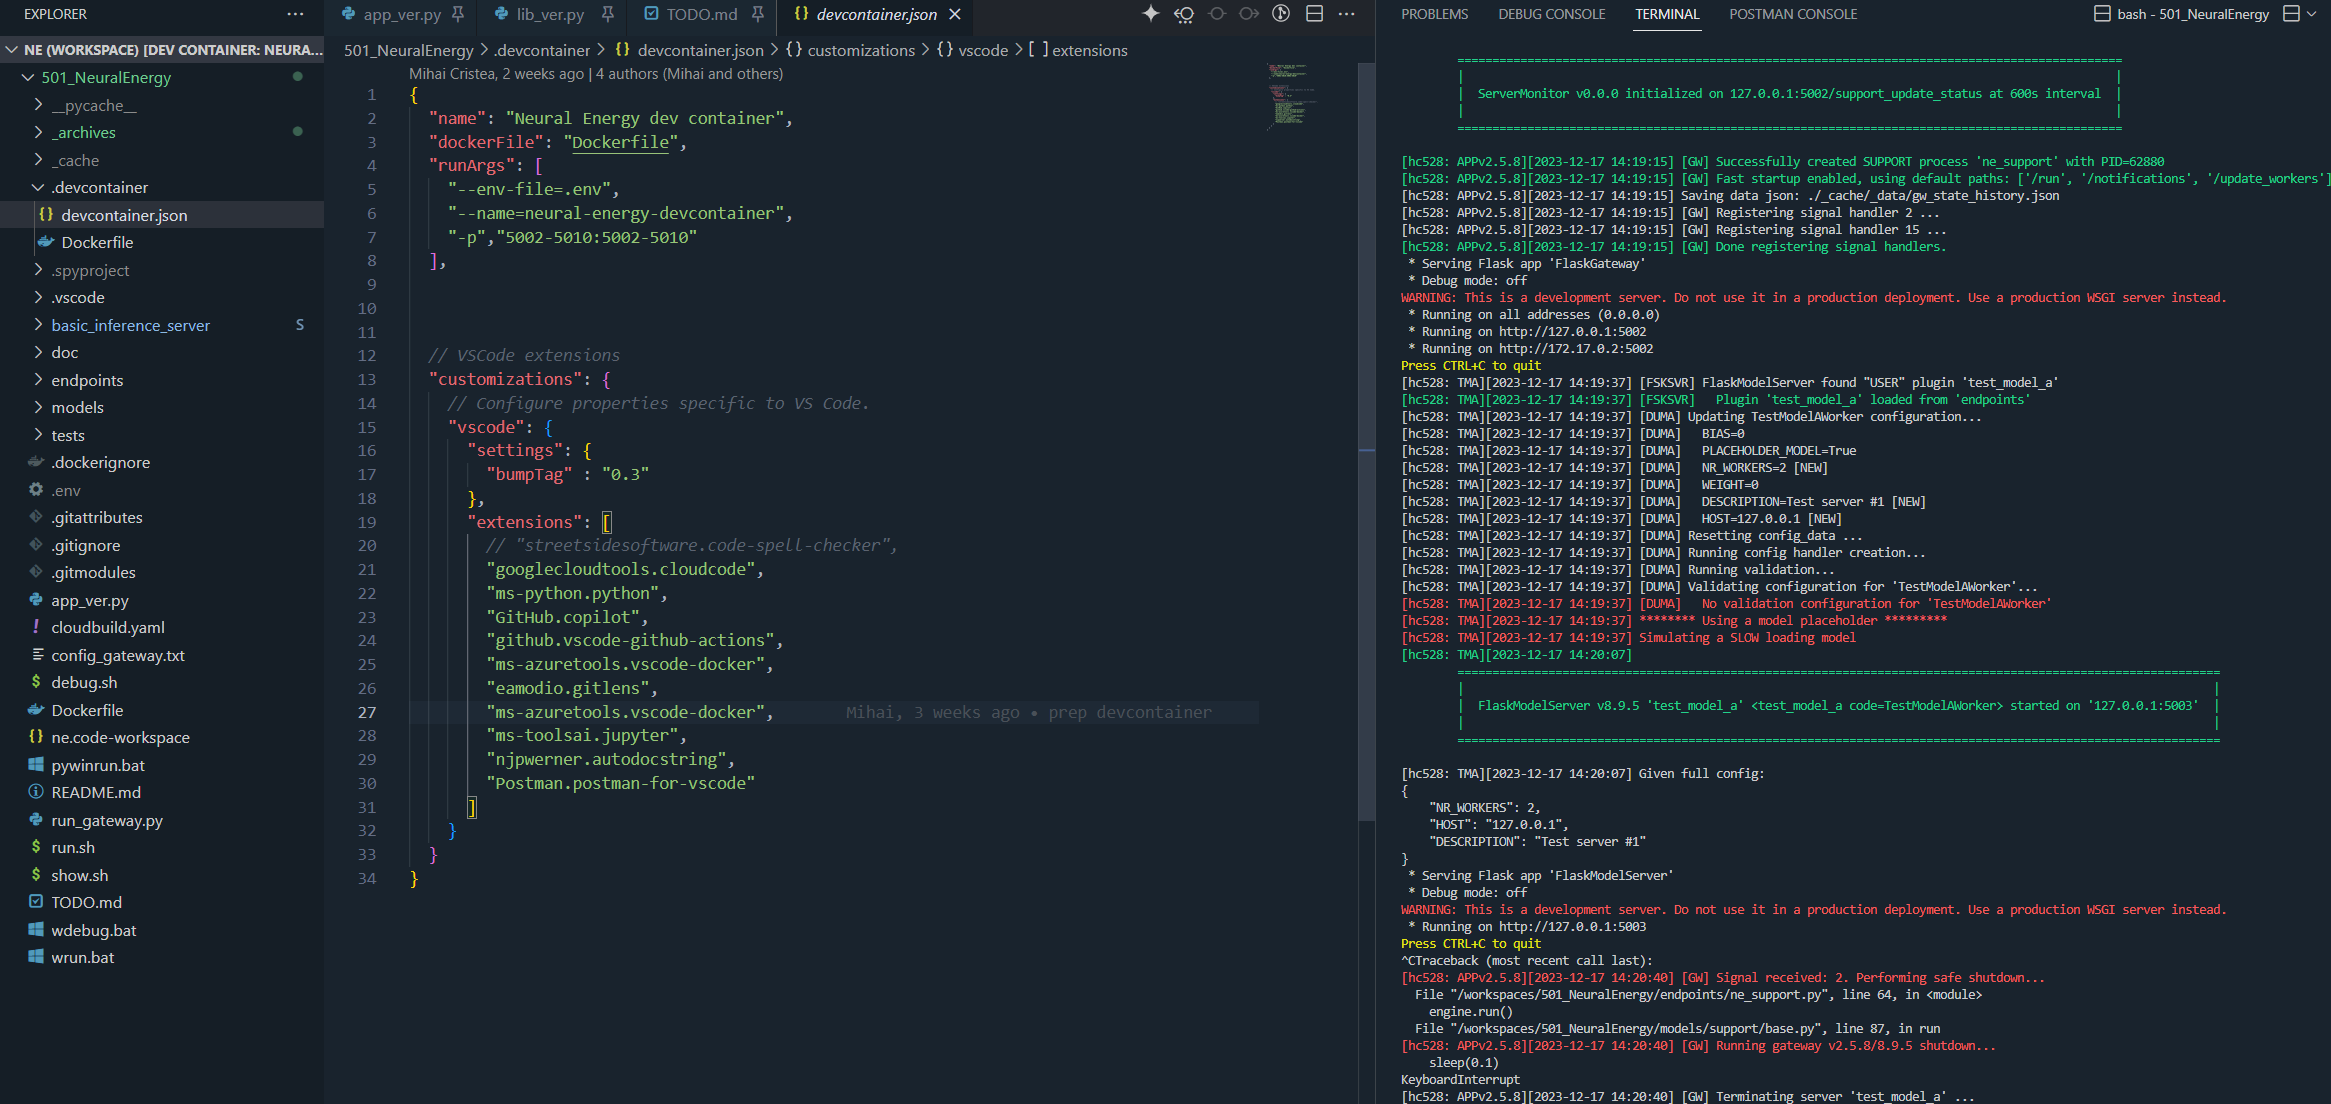 EXPLORER
NE (WORKSPACE) [DEV CONTAINER: NEURA...
501_NeuralEnergy
__pycache__
_archives
_cache
.devcontainer
devcontainer.json
Dockerfile
.spyproject
.vscode
basic_inference_server S
doc
endpoints
models
tests
.dockerignore
.env
.gitattributes
.gitignore
.gitmodules
app_ver.py
cloudbuild.yaml
config_gateway.txt
debug.sh
Dockerfile
ne.code-workspace
pywinrun.bat
README.md
run_gateway.py
run.sh
show.sh
TODO.md
wdebug.bat
wrun.bat
app_ver.py lib_ver.py TODO.md devcontainer.json
501_NeuralEnergy > .devcontainer > {} devcontainer.json > {} customizations > {} vscode > [ ] extensions
Mihai Cristea, 2 weeks ago | 4 authors (Mihai and others)
1 {
2 "name": "Neural Energy dev container",
3 "dockerFile": "Dockerfile",
4 "runArgs": [
5 "--env-file=.env",
6 "--name=neural-energy-devcontainer",
7 "-p","5002-5010:5002-5010"
8 ],
9
10
11
12 // VSCode extensions
13 "customizations": {
14 // Configure properties specific to VS Code.
15 "vscode": {
16 "settings": {
17 "bumpTag" : "0.3"
18 },
19 "extensions": [
20 // "streetsidesoftware.code-spell-checker",
21 "googlecloudtools.cloudcode",
22 "ms-python.python",
23 "GitHub.copilot",
24 "github.vscode-github-actions",
25 "ms-azuretools.vscode-docker",
26 "eamodio.gitlens",
27 "ms-azuretools.vscode-docker", Mihai, 3 weeks ago • prep devcontainer
28 "ms-toolsai.jupyter",
29 "njpwerner.autodocstring",
30 "Postman.postman-for-vscode"
31 ]
32 }
33 }
34 }
PROBLEMS DEBUG CONSOLE TERMINAL POSTMAN CONSOLE bash - 501_NeuralEnergy
ServerMonitor v0.0.0 initialized on 127.0.0.1:5002/support_update_status at 600s interval
[hc528: APPv2.5.8][2023-12-17 14:19:15] [GW] Successfully created SUPPORT process 'ne_support' with PID=62880
[hc528: APPv2.5.8][2023-12-17 14:19:15] [GW] Fast startup enabled, using default paths: ['/run', '/notifications', '/update_workers']
[hc528: APPv2.5.8][2023-12-17 14:19:15] Saving data json: ./_cache/_data/gw_state_history.json
[hc528: APPv2.5.8][2023-12-17 14:19:15] [GW] Registering signal handler 2 ...
[hc528: APPv2.5.8][2023-12-17 14:19:15] [GW] Registering signal handler 15 ...
[hc528: APPv2.5.8][2023-12-17 14:19:15] [GW] Done registering signal handlers.
* Serving Flask app 'FlaskGateway'
* Debug mode: off
WARNING: This is a development server. Do not use it in a production deployment. Use a production WSGI server instead.
* Running on all addresses (0.0.0.0)
* Running on http://127.0.0.1:5002
* Running on http://172.17.0.2:5002
Press CTRL+C to quit
[hc528: TMA][2023-12-17 14:19:37] [FSKSVR] FlaskModelServer found "USER" plugin 'test_model_a'
[hc528: TMA][2023-12-17 14:19:37] [FSKSVR] Plugin 'test_model_a' loaded from 'endpoints'
[hc528: TMA][2023-12-17 14:19:37] [DUMA] Updating TestModelAWorker configuration...
[hc528: TMA][2023-12-17 14:19:37] [DUMA] BIAS=0
[hc528: TMA][2023-12-17 14:19:37] [DUMA] PLACEHOLDER_MODEL=True
[hc528: TMA][2023-12-17 14:19:37] [DUMA] NR_WORKERS=2 [NEW]
[hc528: TMA][2023-12-17 14:19:37] [DUMA] WEIGHT=0
[hc528: TMA][2023-12-17 14:19:37] [DUMA] DESCRIPTION=Test server #1 [NEW]
[hc528: TMA][2023-12-17 14:19:37] [DUMA] HOST=127.0.0.1 [NEW]
[hc528: TMA][2023-12-17 14:19:37] [DUMA] Resetting config_data ...
[hc528: TMA][2023-12-17 14:19:37] [DUMA] Running config handler creation...
[hc528: TMA][2023-12-17 14:19:37] [DUMA] Running validation...
[hc528: TMA][2023-12-17 14:19:37] [DUMA] Validating configuration for 'TestModelAWorker'...
[hc528: TMA][2023-12-17 14:19:37] [DUMA] No validation configuration for 'TestModelAWorker'
[hc528: TMA][2023-12-17 14:19:37] ******** Using a model placeholder *********
[hc528: TMA][2023-12-17 14:19:37] Simulating a SLOW loading model
[hc528: TMA][2023-12-17 14:20:07]
FlaskModelServer v8.9.5 'test_model_a' <test_model_a code=TestModelAWorker> started on '127.0.0.1:5003'
[hc528: TMA][2023-12-17 14:20:07] Given full config:
{
"NR_WORKERS": 2,
"HOST": "127.0.0.1",
"DESCRIPTION": "Test server #1"
}
* Serving Flask app 'FlaskModelServer'
* Debug mode: off
WARNING: This is a development server. Do not use it in a production deployment. Use a production WSGI server instead.
* Running on http://127.0.0.1:5003
Press CTRL+C to quit
^CTraceback (most recent call last):
[hc528: APPv2.5.8][2023-12-17 14:20:40] [GW] Signal received: 2. Performing safe shutdown...
File "/workspaces/501_NeuralEnergy/endpoints/ne_support.py", line 64, in <module>
engine.run()
File "/workspaces/501_NeuralEnergy/models/support/base.py", line 87, in run
[hc528: APPv2.5.8][2023-12-17 14:20:40] [GW] Running gateway v2.5.8/8.9.5 shutdown...
sleep(0.1)
KeyboardInterrupt
[hc528: APPv2.5.8][2023-12-17 14:20:40] [GW] Terminating server 'test_model_a' ...